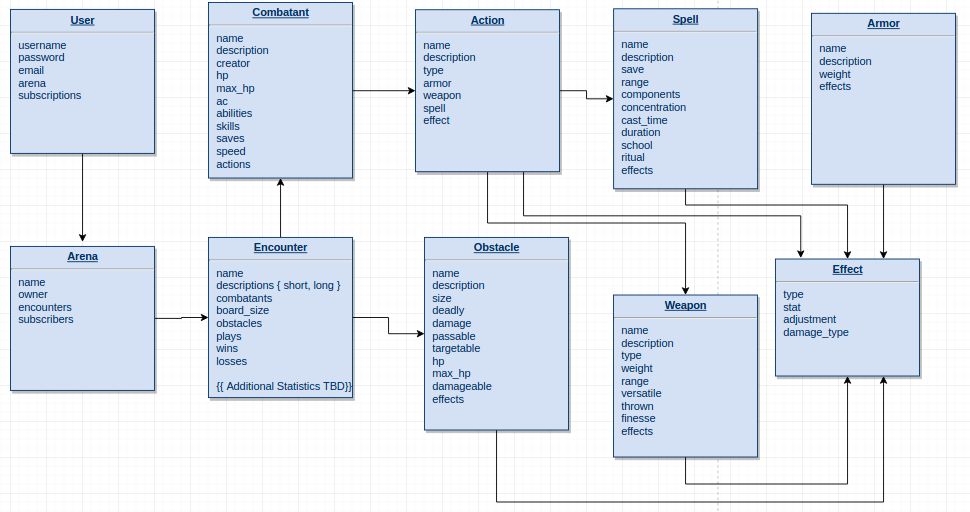 User
username
password
email
arena
subscriptions
Combatant
name
description
creator
hp
max_hp
ac
abilities
skills
saves
speed
actions
Action
name
description
type
armor
weapon
spell
effect
Spell
name
description
save
range
components
concentration
cast_time
duration
school
ritual
effects
Armor
name
description
weight
effects
Arena
name
owner
encounters
subscribers
Encounter
name
descriptions { short, long }
combatants
board_size
obstacles
plays
wins
losses
{{ Additional Statistics TBD}}
Obstacle
name
description
size
deadly
damage
passable
targetable
hp
max_hp
damageable
effects
Weapon
name
description
type
weight
range
versatile
thrown
finesse
effects
Effect
type
stat
adjustment
damage_type